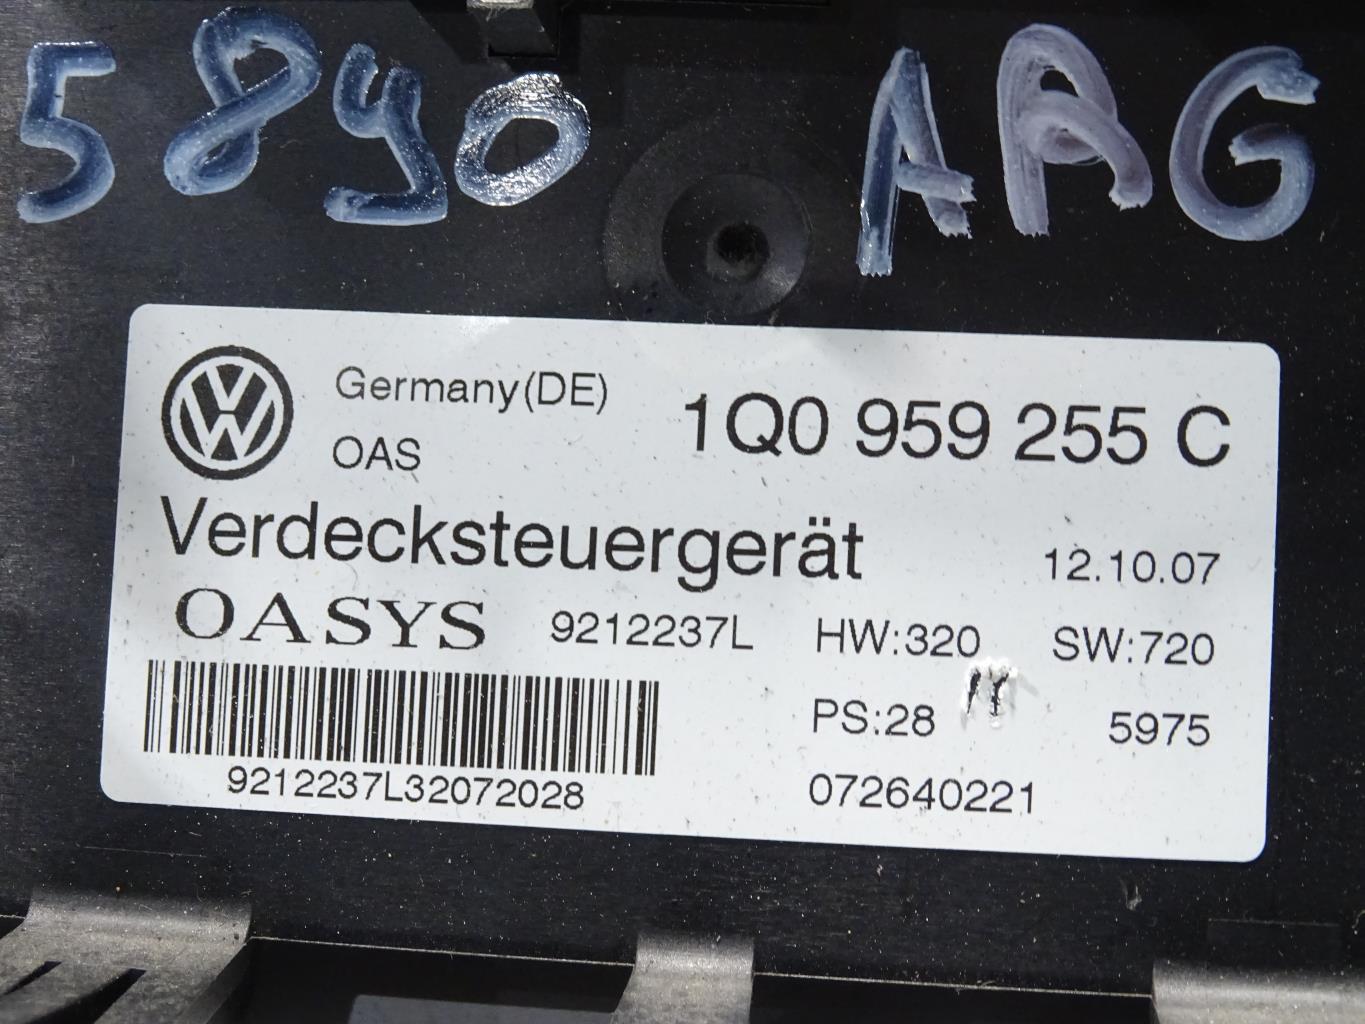 5890 ARG
Germany(DE)
OAS
1Q0 959 255 C
Verdecksteuergerät
12.10.07
OASYS 9212237L HW:320 SW:720
PS:28 5975
9212237L32072028 072640221